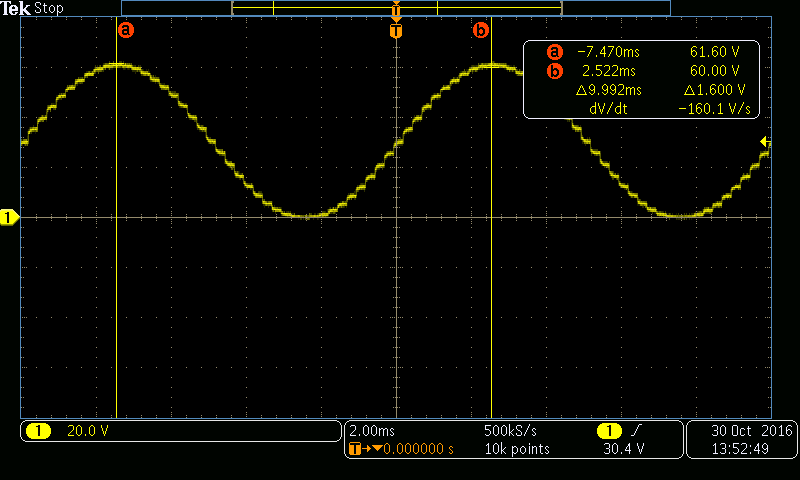 Tek Stop
T
a b
a −7.470ms 61.60 V
b 2.522ms 60.00 V
Δ9.992ms Δ1.600 V
dV/dt −160.1 V/s
1
1 20.0 V
2.00ms 500kS/s 1
T→▼0.000000 s 10k points 30.4 V
30 Oct 2016
13:52:49